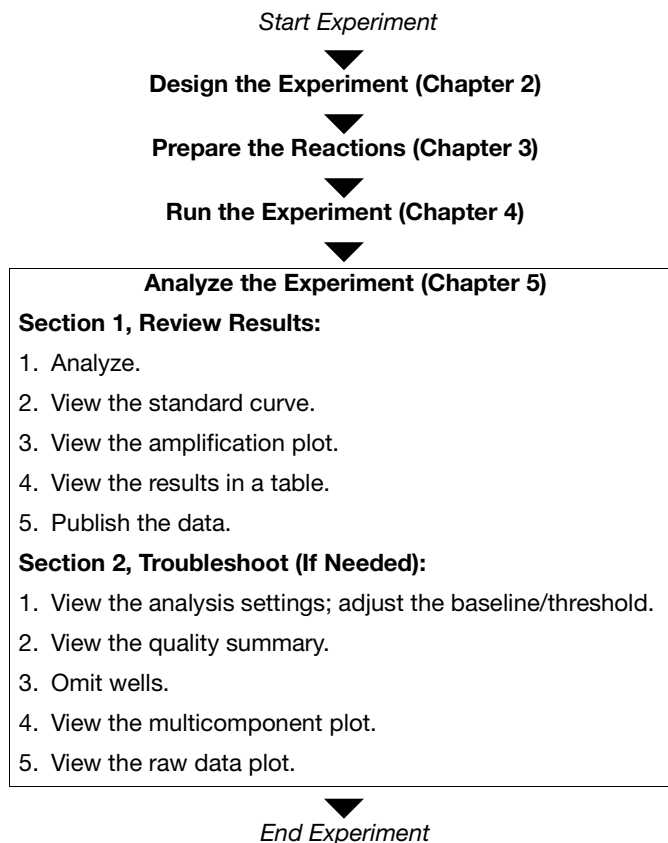 Start Experiment
Design the Experiment (Chapter 2)
Prepare the Reactions (Chapter 3)
Run the Experiment (Chapter 4)
Analyze the Experiment (Chapter 5)
Section 1, Review Results:
1. Analyze.
2. View the standard curve.
3. View the amplification plot.
4. View the results in a table.
5. Publish the data.
Section 2, Troubleshoot (If Needed):
1. View the analysis settings; adjust the baseline/threshold.
2. View the quality summary.
3. Omit wells.
4. View the multicomponent plot.
5. View the raw data plot.
End Experiment